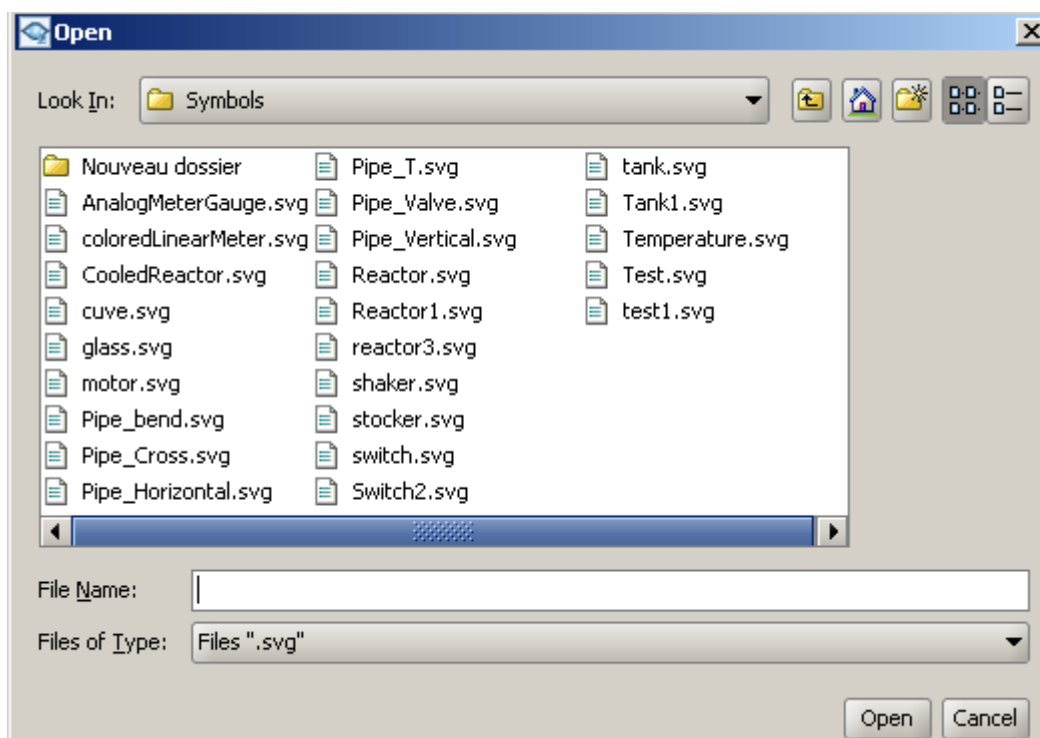 Open
Look In: Symbols
Nouveau dossier
AnalogMeterGauge.svg
coloredLinearMeter.svg
CooledReactor.svg
cuve.svg
glass.svg
motor.svg
Pipe_bend.svg
Pipe_Cross.svg
Pipe_Horizontal.svg
Pipe_T.svg
Pipe_Valve.svg
Pipe_Vertical.svg
Reactor.svg
Reactor1.svg
reactor3.svg
shaker.svg
stocker.svg
switch.svg
Switch2.svg
tank.svg
Tank1.svg
Temperature.svg
Test.svg
test1.svg
File Name:
Files of Type: Files ".svg"
Open Cancel